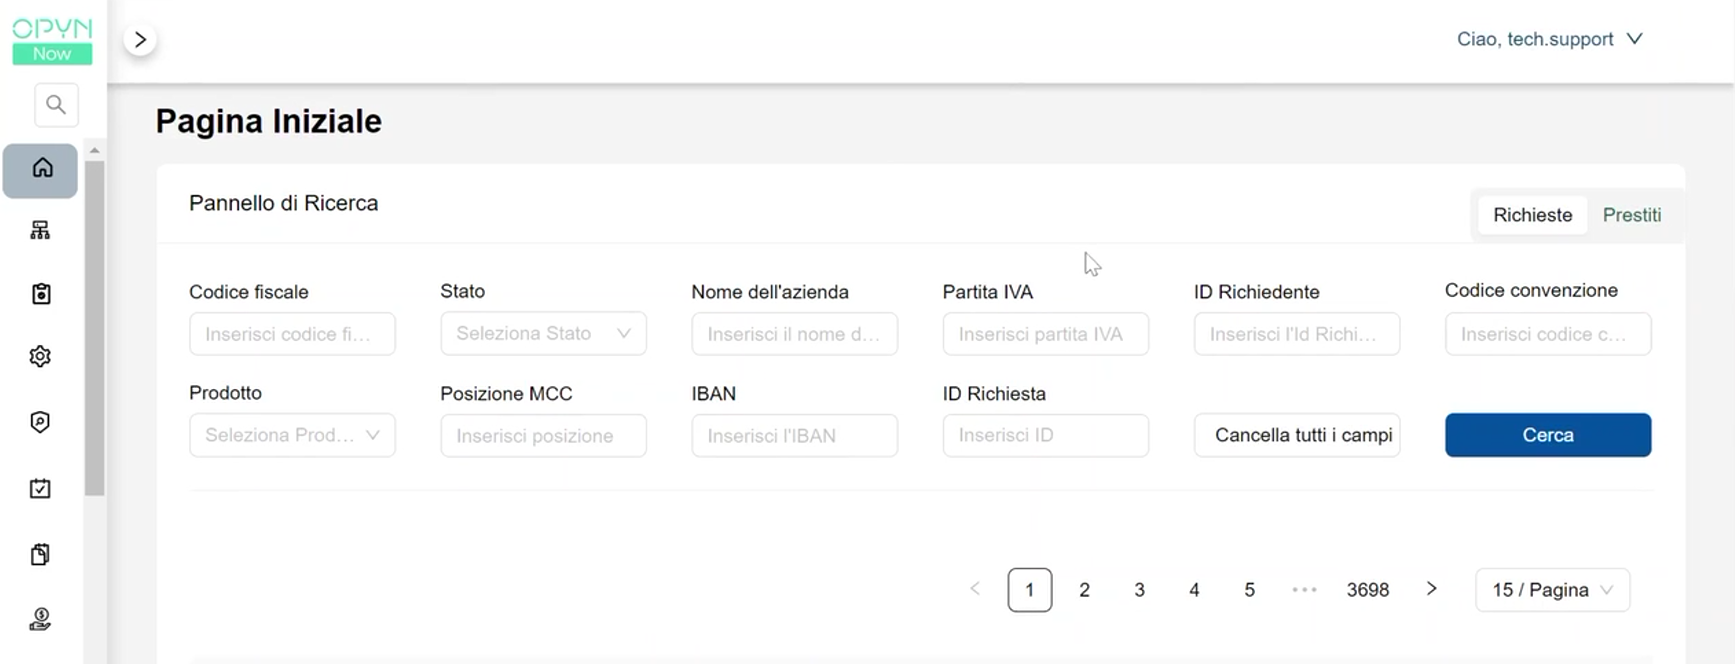 OPYN
Now
Ciao, tech.support
Pagina Iniziale
Pannello di Ricerca
Richieste Prestiti
Codice fiscale Stato Nome dell'azienda Partita IVA ID Richiedente Codice convenzione
Inserisci codice fi... Seleziona Stato Inserisci il nome d... Inserisci partita IVA Inserisci l'Id Richi... Inserisci codice c...
Prodotto Posizione MCC IBAN ID Richiesta
Seleziona Prod... Inserisci posizione Inserisci l'IBAN Inserisci ID Cancella tutti i campi Cerca
1 2 3 4 5 ••• 3698 15 / Pagina